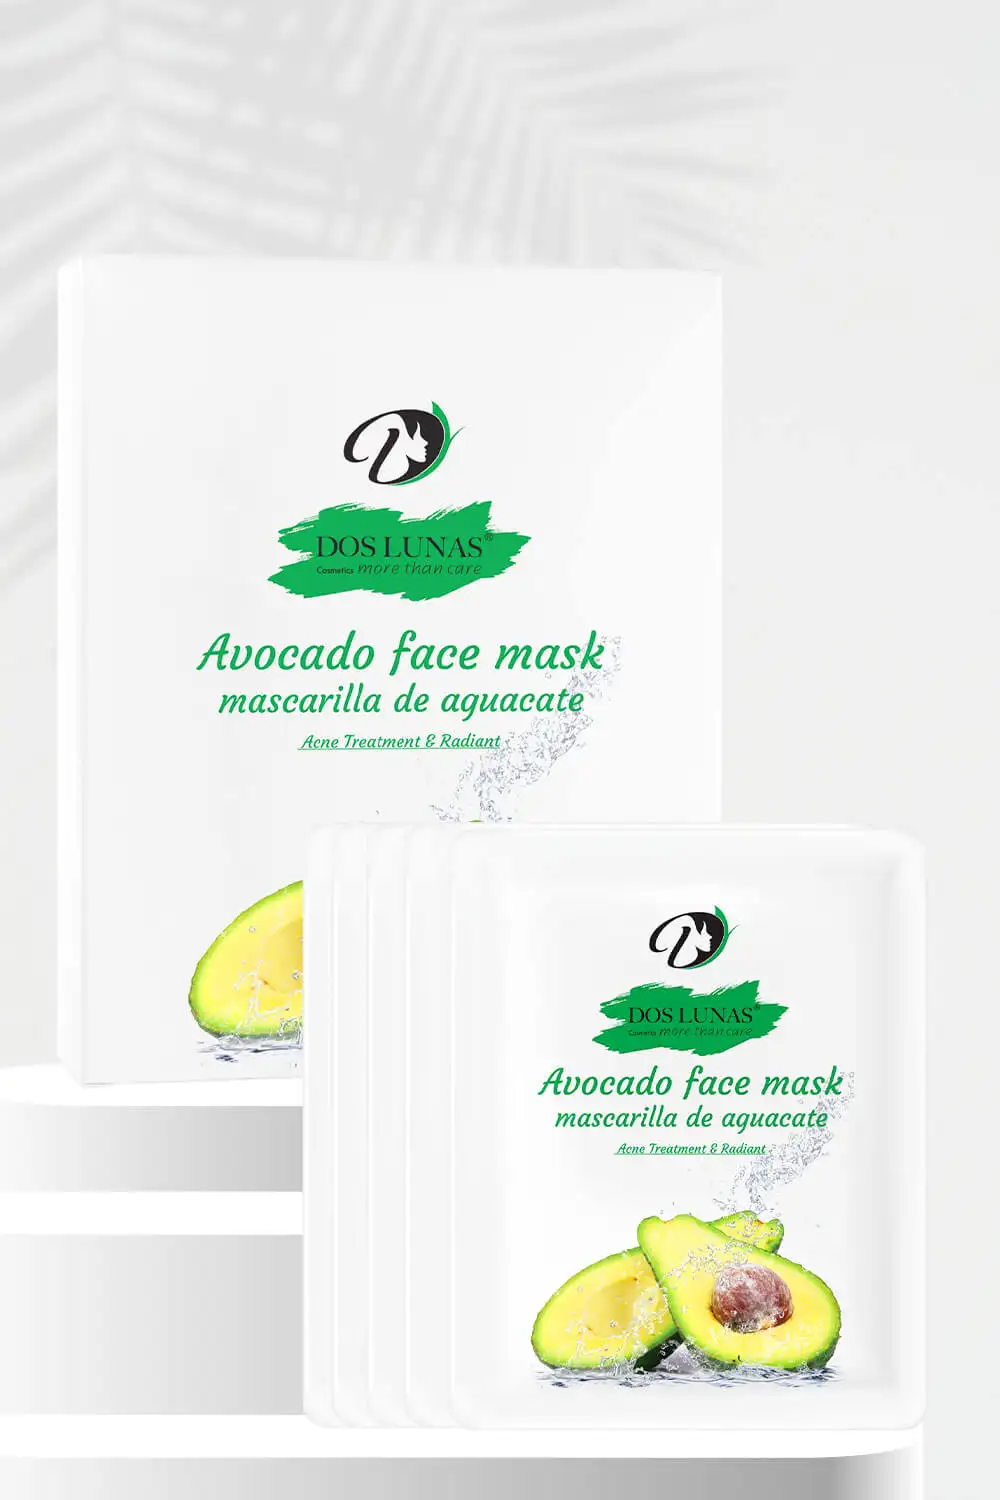 DOS LUNAS®
Cosmetics more than care
Avocado face mask
mascarilla de aguacate
Acne Treatment & Radiant
DOS LUNAS®
Cosmetics more than care
Avocado face mask
mascarilla de aguacate
Acne Treatment & Radiant